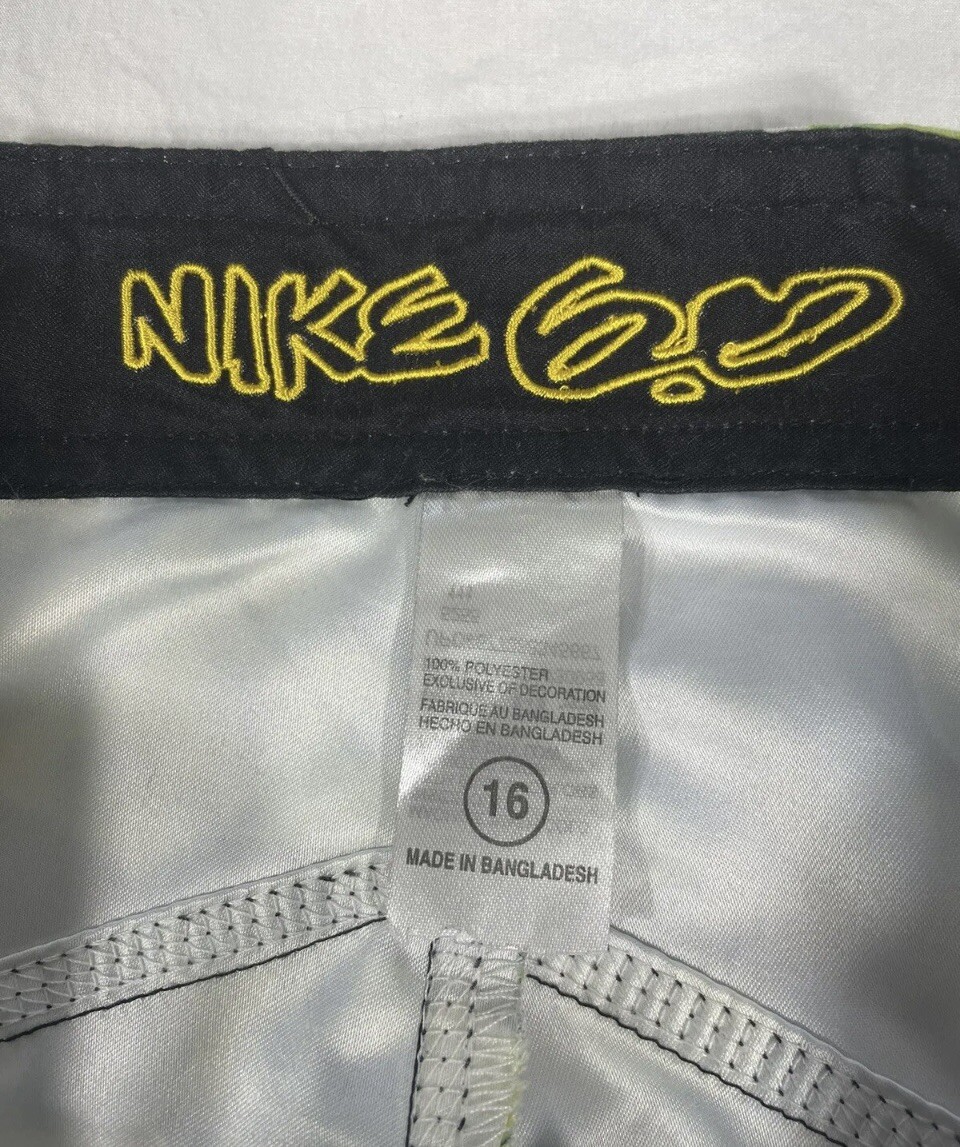 NIKE 6.0
100% POLYESTER
EXCLUSIVE OF DECORATION
FABRIQUE AU BANGLADESH
HECHO EN BANGLADESH
16
MADE IN BANGLADESH